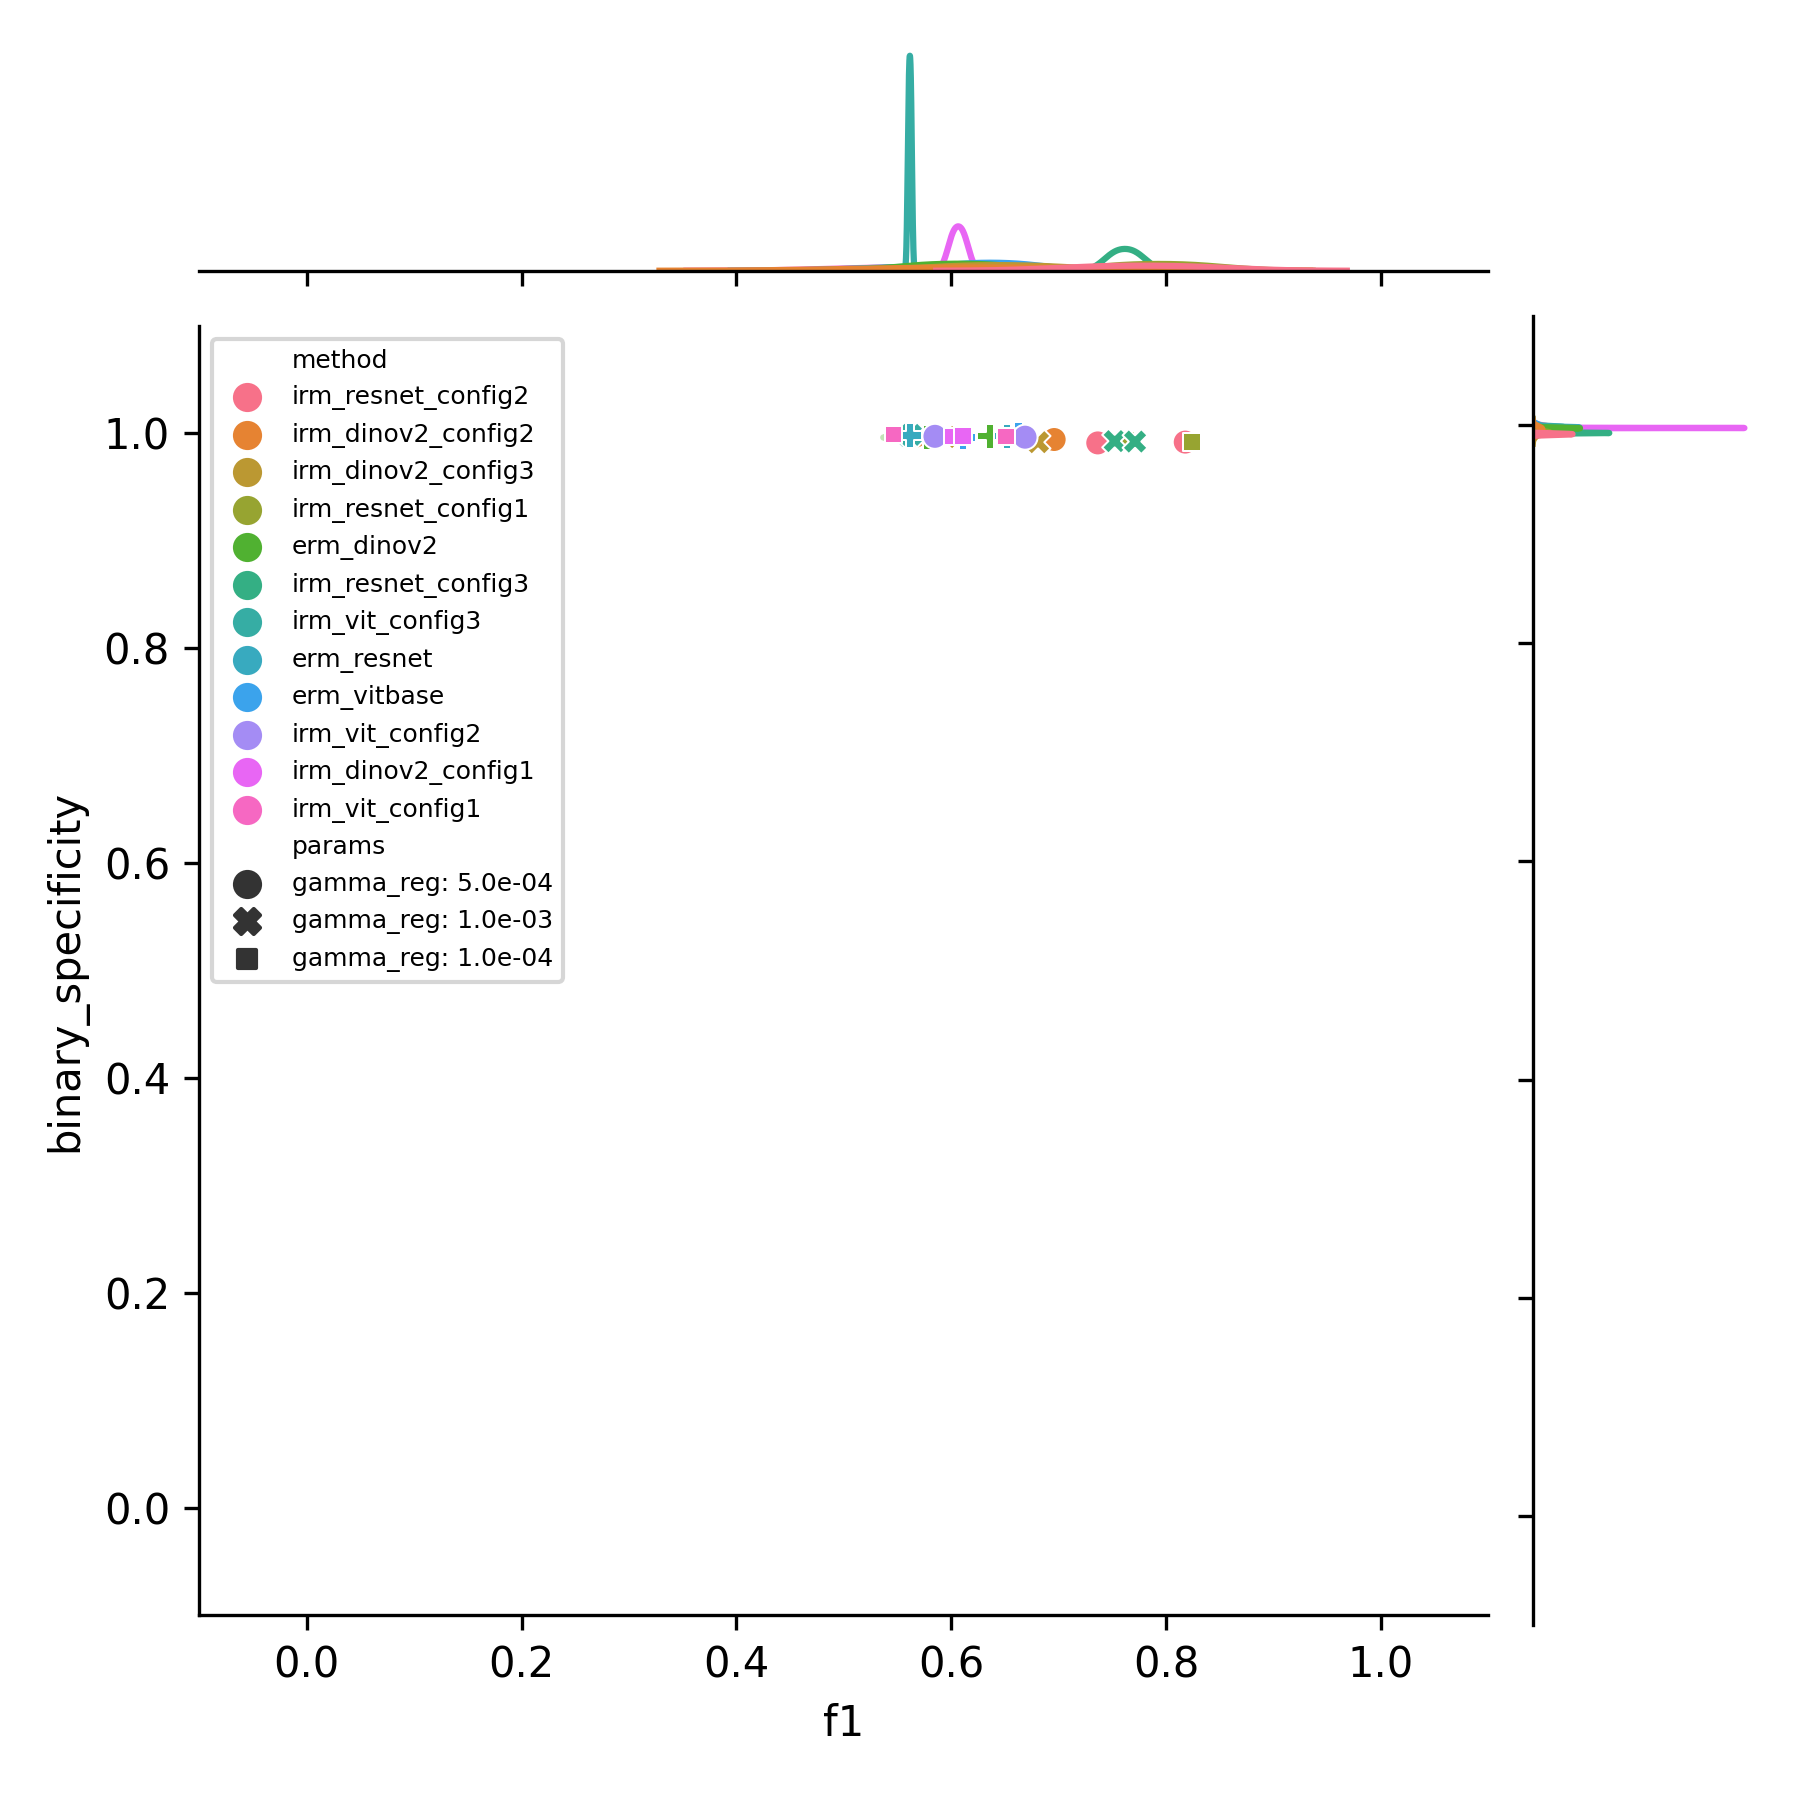 method
irm_resnet_config2
irm_dinov2_config2
irm_dinov2_config3
irm_resnet_config1
erm_dinov2
irm_resnet_config3
irm_vit_config3
erm_resnet
erm_vitbase
irm_vit_config2
irm_dinov2_config1
irm_vit_config1
params
gamma_reg: 5.0e-04
gamma_reg: 1.0e-03
gamma_reg: 1.0e-04
binary_specificity
1.0
0.8
0.6
0.4
0.2
0.0
0.0 0.2 0.4 0.6 0.8 1.0
f1